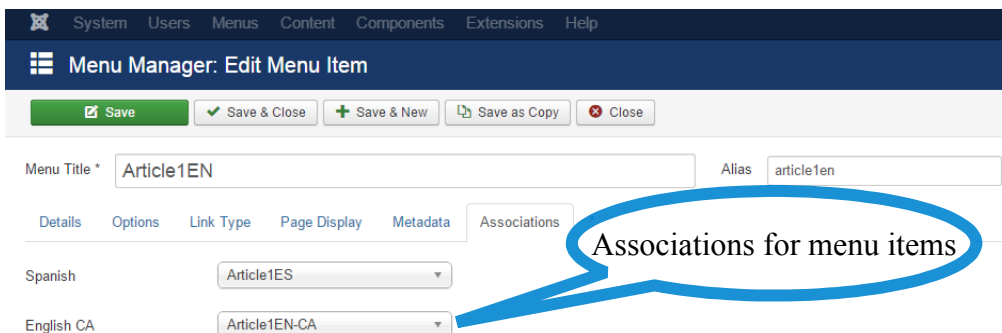 System Users Menus Content Components Extensions Help
Menu Manager: Edit Menu Item
Save Save & Close Save & New Save as Copy Close
Menu Title * Article1EN Alias article1en
Details Options Link Type Page Display Metadata Associations
Associations for menu items
Spanish Article1ES
English CA Article1EN-CA